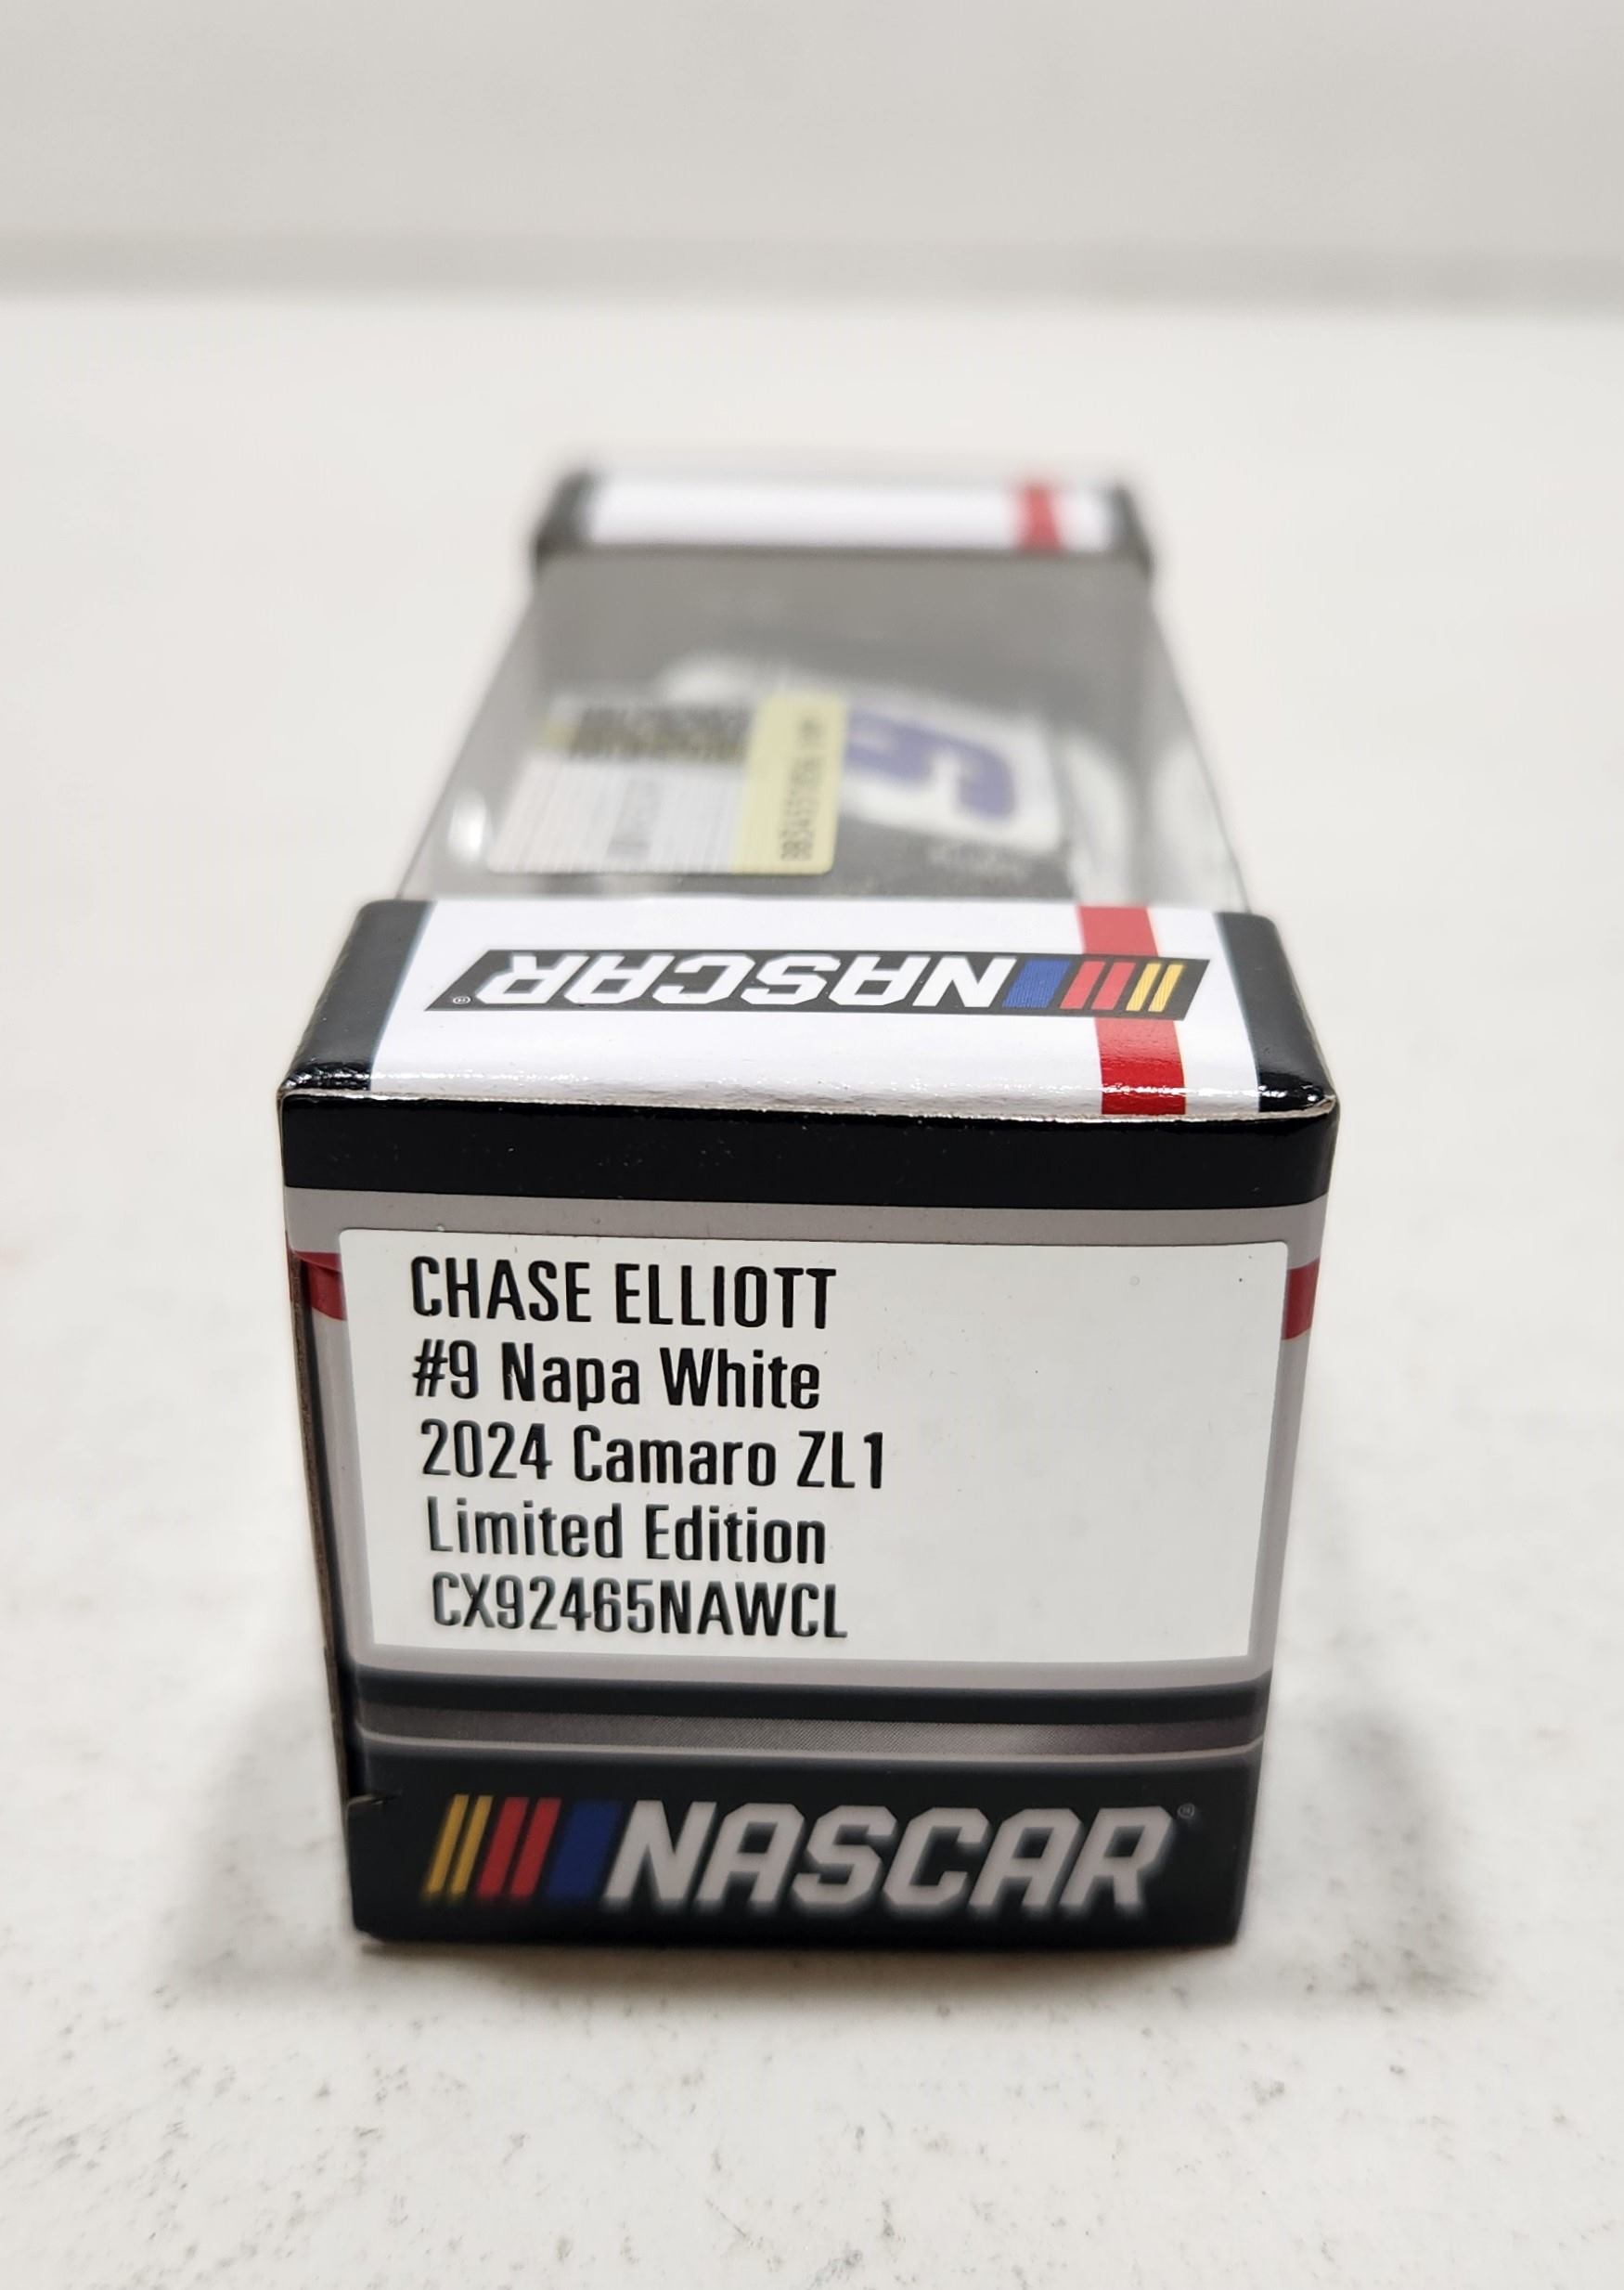 NASCAR
CHASE ELLIOTT
#9 Napa White
2024 Camaro ZL1
Limited Edition
CX92465NAWCL
NASCAR